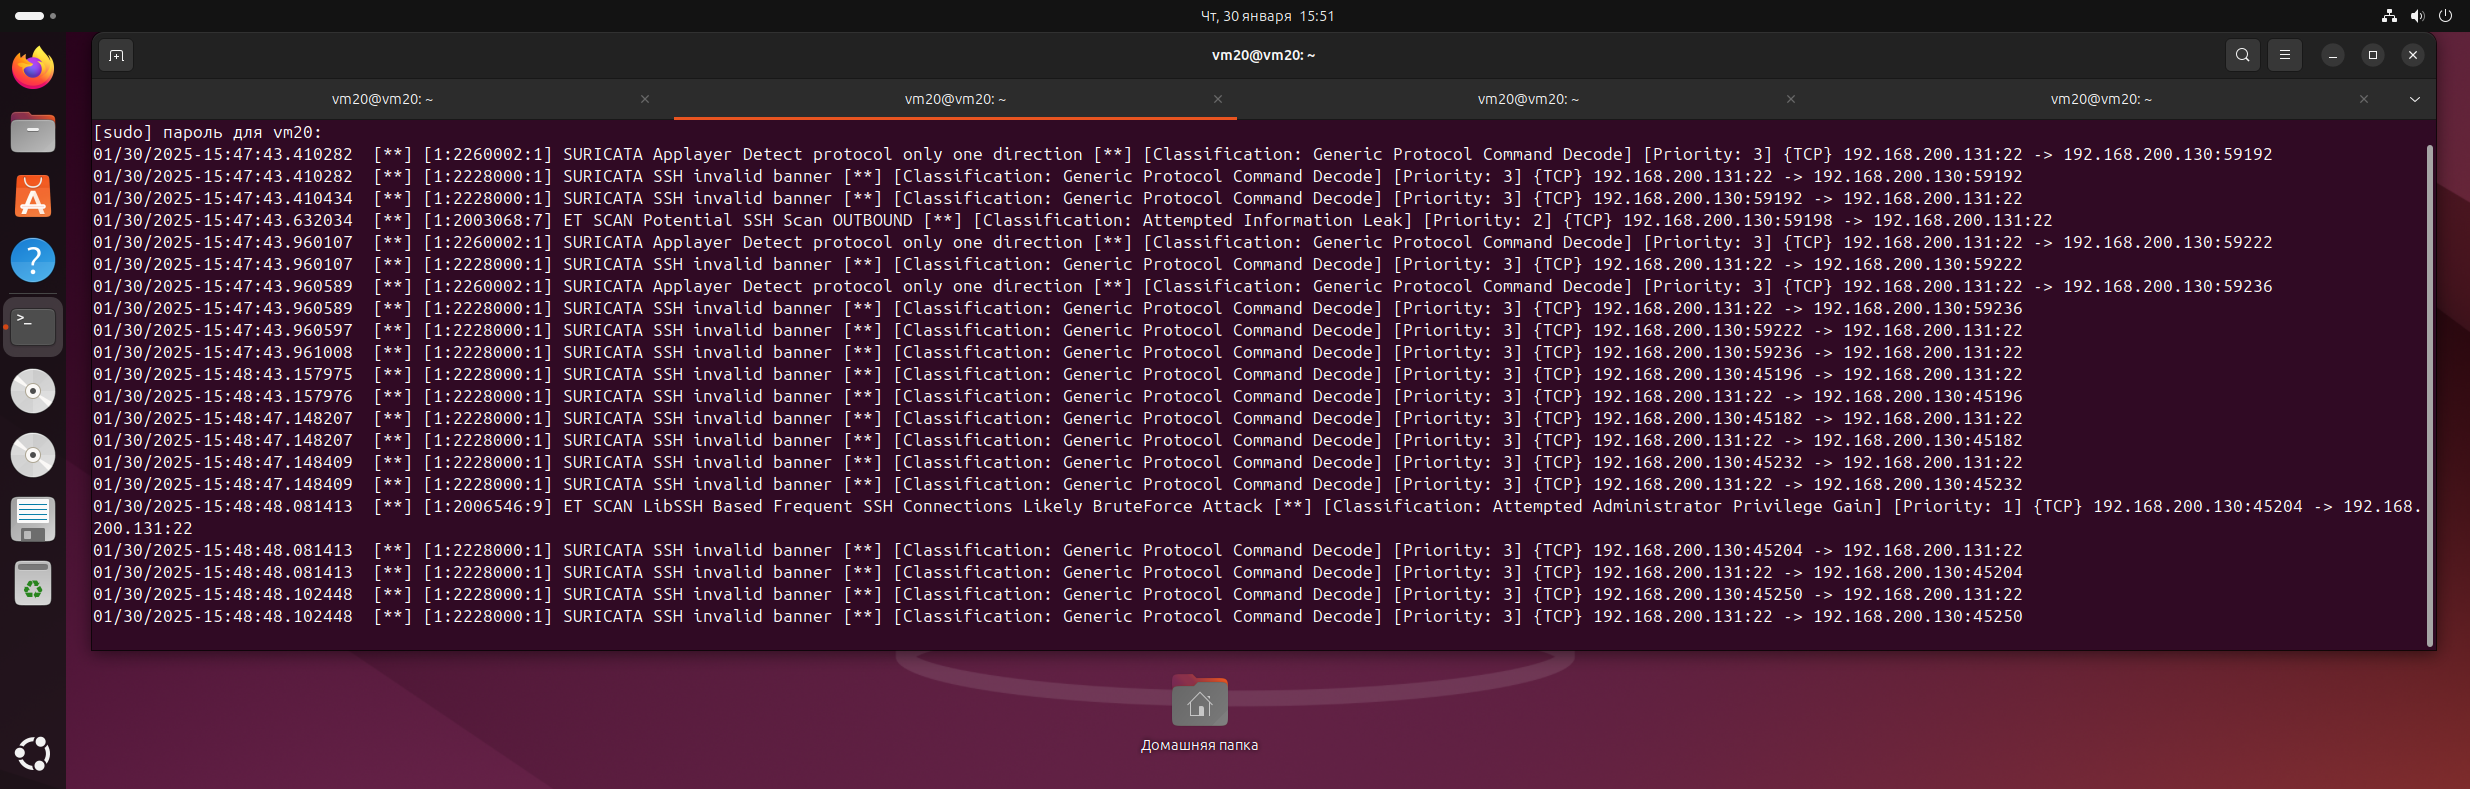 Чт, 30 января 15:51
vm20@vm20: ~
vm20@vm20: ~
vm20@vm20: ~
vm20@vm20: ~
vm20@vm20: ~
[sudo] пароль для vm20:
01/30/2025-15:47:43.410282  [**] [1:2260002:1] SURICATA Applayer Detect protocol only one direction [**] [Classification: Generic Protocol Command Decode] [Priority: 3] {TCP} 192.168.200.131:22 -> 192.168.200.130:59192
01/30/2025-15:47:43.410282  [**] [1:2228000:1] SURICATA SSH invalid banner [**] [Classification: Generic Protocol Command Decode] [Priority: 3] {TCP} 192.168.200.131:22 -> 192.168.200.130:59192
01/30/2025-15:47:43.410434  [**] [1:2228000:1] SURICATA SSH invalid banner [**] [Classification: Generic Protocol Command Decode] [Priority: 3] {TCP} 192.168.200.130:59192 -> 192.168.200.131:22
01/30/2025-15:47:43.632034  [**] [1:2003068:7] ET SCAN Potential SSH Scan OUTBOUND [**] [Classification: Attempted Information Leak] [Priority: 2] {TCP} 192.168.200.130:59198 -> 192.168.200.131:22
01/30/2025-15:47:43.960107  [**] [1:2260002:1] SURICATA Applayer Detect protocol only one direction [**] [Classification: Generic Protocol Command Decode] [Priority: 3] {TCP} 192.168.200.131:22 -> 192.168.200.130:59222
01/30/2025-15:47:43.960107  [**] [1:2228000:1] SURICATA SSH invalid banner [**] [Classification: Generic Protocol Command Decode] [Priority: 3] {TCP} 192.168.200.131:22 -> 192.168.200.130:59222
01/30/2025-15:47:43.960589  [**] [1:2260002:1] SURICATA Applayer Detect protocol only one direction [**] [Classification: Generic Protocol Command Decode] [Priority: 3] {TCP} 192.168.200.131:22 -> 192.168.200.130:59236
01/30/2025-15:47:43.960589  [**] [1:2228000:1] SURICATA SSH invalid banner [**] [Classification: Generic Protocol Command Decode] [Priority: 3] {TCP} 192.168.200.131:22 -> 192.168.200.130:59236
01/30/2025-15:47:43.960597  [**] [1:2228000:1] SURICATA SSH invalid banner [**] [Classification: Generic Protocol Command Decode] [Priority: 3] {TCP} 192.168.200.130:59222 -> 192.168.200.131:22
01/30/2025-15:47:43.961008  [**] [1:2228000:1] SURICATA SSH invalid banner [**] [Classification: Generic Protocol Command Decode] [Priority: 3] {TCP} 192.168.200.130:59236 -> 192.168.200.131:22
01/30/2025-15:48:43.157975  [**] [1:2228000:1] SURICATA SSH invalid banner [**] [Classification: Generic Protocol Command Decode] [Priority: 3] {TCP} 192.168.200.130:45196 -> 192.168.200.131:22
01/30/2025-15:48:43.157976  [**] [1:2228000:1] SURICATA SSH invalid banner [**] [Classification: Generic Protocol Command Decode] [Priority: 3] {TCP} 192.168.200.131:22 -> 192.168.200.130:45196
01/30/2025-15:48:47.148207  [**] [1:2228000:1] SURICATA SSH invalid banner [**] [Classification: Generic Protocol Command Decode] [Priority: 3] {TCP} 192.168.200.130:45182 -> 192.168.200.131:22
01/30/2025-15:48:47.148207  [**] [1:2228000:1] SURICATA SSH invalid banner [**] [Classification: Generic Protocol Command Decode] [Priority: 3] {TCP} 192.168.200.131:22 -> 192.168.200.130:45182
01/30/2025-15:48:47.148409  [**] [1:2228000:1] SURICATA SSH invalid banner [**] [Classification: Generic Protocol Command Decode] [Priority: 3] {TCP} 192.168.200.130:45232 -> 192.168.200.131:22
01/30/2025-15:48:47.148409  [**] [1:2228000:1] SURICATA SSH invalid banner [**] [Classification: Generic Protocol Command Decode] [Priority: 3] {TCP} 192.168.200.131:22 -> 192.168.200.130:45232
01/30/2025-15:48:48.081413  [**] [1:2006546:9] ET SCAN LibSSH Based Frequent SSH Connections Likely BruteForce Attack [**] [Classification: Attempted Administrator Privilege Gain] [Priority: 1] {TCP} 192.168.200.130:45204 -> 192.168.
200.131:22
01/30/2025-15:48:48.081413  [**] [1:2228000:1] SURICATA SSH invalid banner [**] [Classification: Generic Protocol Command Decode] [Priority: 3] {TCP} 192.168.200.130:45204 -> 192.168.200.131:22
01/30/2025-15:48:48.081413  [**] [1:2228000:1] SURICATA SSH invalid banner [**] [Classification: Generic Protocol Command Decode] [Priority: 3] {TCP} 192.168.200.131:22 -> 192.168.200.130:45204
01/30/2025-15:48:48.102448  [**] [1:2228000:1] SURICATA SSH invalid banner [**] [Classification: Generic Protocol Command Decode] [Priority: 3] {TCP} 192.168.200.130:45250 -> 192.168.200.131:22
01/30/2025-15:48:48.102448  [**] [1:2228000:1] SURICATA SSH invalid banner [**] [Classification: Generic Protocol Command Decode] [Priority: 3] {TCP} 192.168.200.131:22 -> 192.168.200.130:45250
Домашняя папка